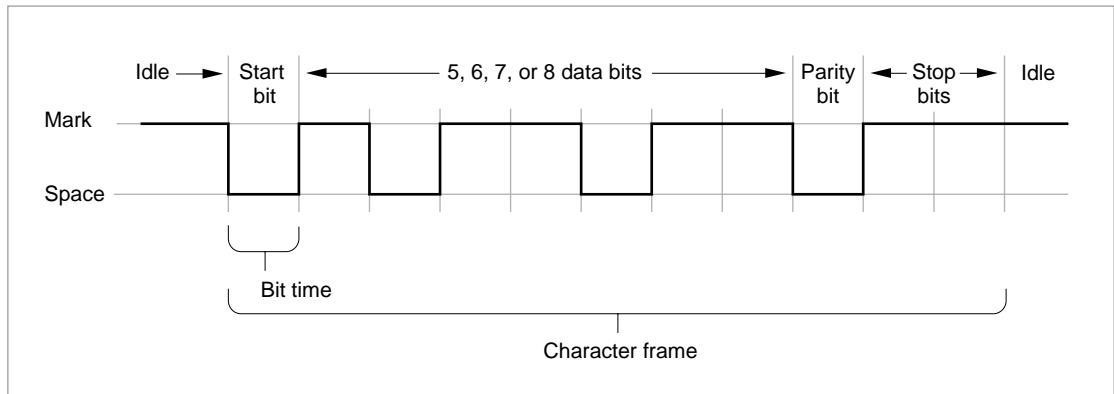 Idle
Start
bit
5, 6, 7, or 8 data bits
Parity
bit
Stop
bits
Idle
Mark
Space
Bit time
Character frame